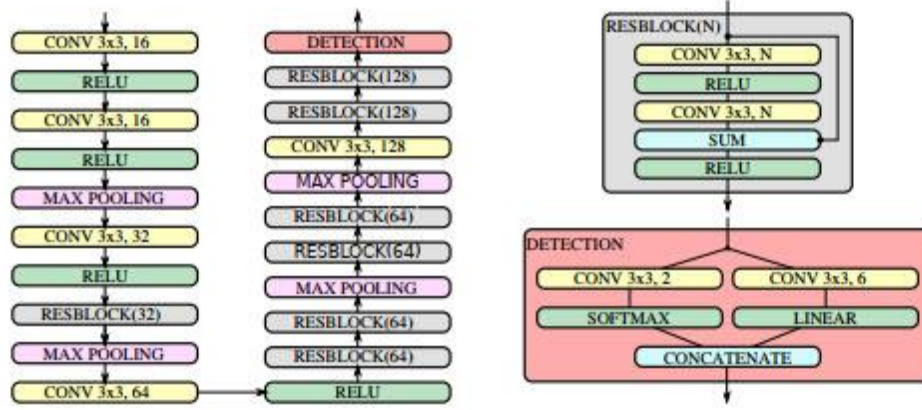 CONV 3x3, 16
RELU
CONV 3x3, 16
RELU
MAX POOLING
CONV 3x3, 32
RELU
RESBLOCK(32)
MAX POOLING
CONV 3x3, 64
DETECTION
RESBLOCK(128)
RESBLOCK(128)
CONV 3x3, 128
MAX POOLING
RESBLOCK(64)
RESBLOCK(64)
MAX POOLING
RESBLOCK(64)
RESBLOCK(64)
RELU
RESBLOCK(N)
CONV 3x3, N
RELU
CONV 3x3, N
SUM
RELU
DETECTION
CONV 3x3, 2
CONV 3x3, 6
SOFTMAX
LINEAR
CONCATENATE